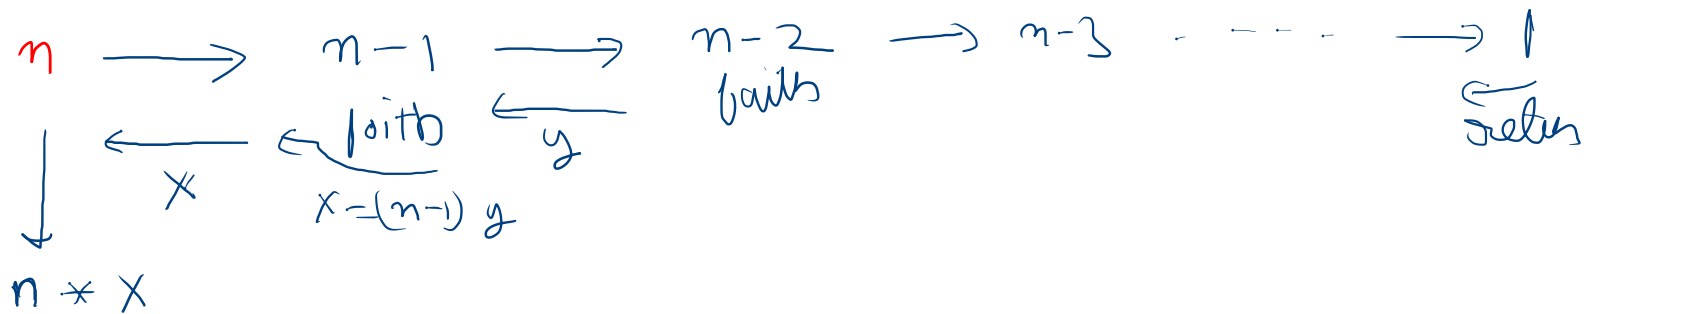 n → n-1 → n-2 → n-3 . - - . → 1
← x ← faith ← y faith ← return
x = (n-1) y
n * x